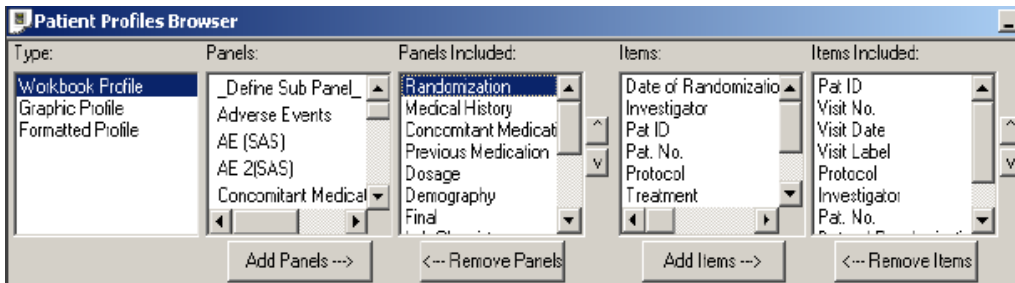 Patient Profiles Browser
Type:
Panels:
Panels Included:
Items:
Items Included:
Workbook Profile
Graphic Profile
Formatted Profile
_Define Sub Panel_
Adverse Events
AE (SAS)
AE 2(SAS)
Concomitant Medical
Randomization
Medical History
Concomitant Medicati
Previous Medication
Dosage
Demography
Final
Date of Randomizatio
Investigator
Pat ID
Pat. No.
Protocol
Treatment
Pat ID
Visit No.
Visit Date
Visit Label
Protocol
Investigator
Pat. No.
Add Panels --->
<--- Remove Panels
Add Items --->
<--- Remove Items